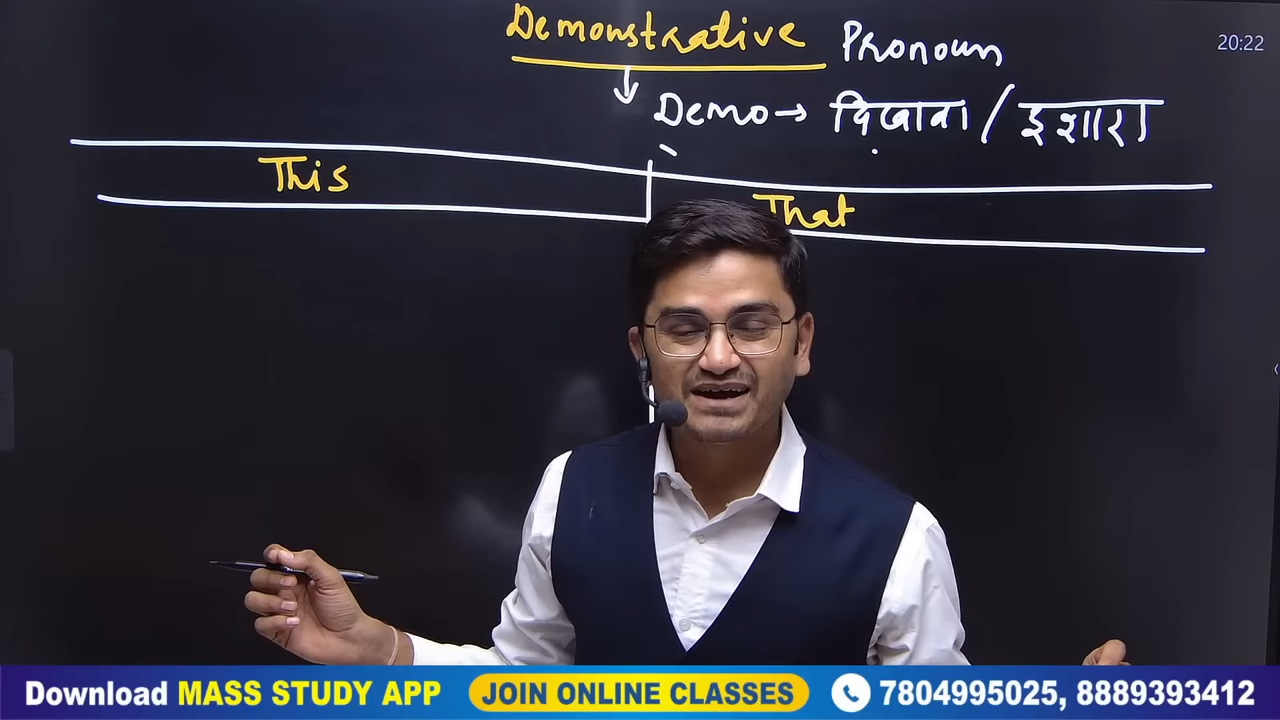 Demonstrative Pronoun
20:22
Demo → दिखावा / इशारा
This
That
Download MASS STUDY APP JOIN ONLINE CLASSES 7804995025, 8889393412